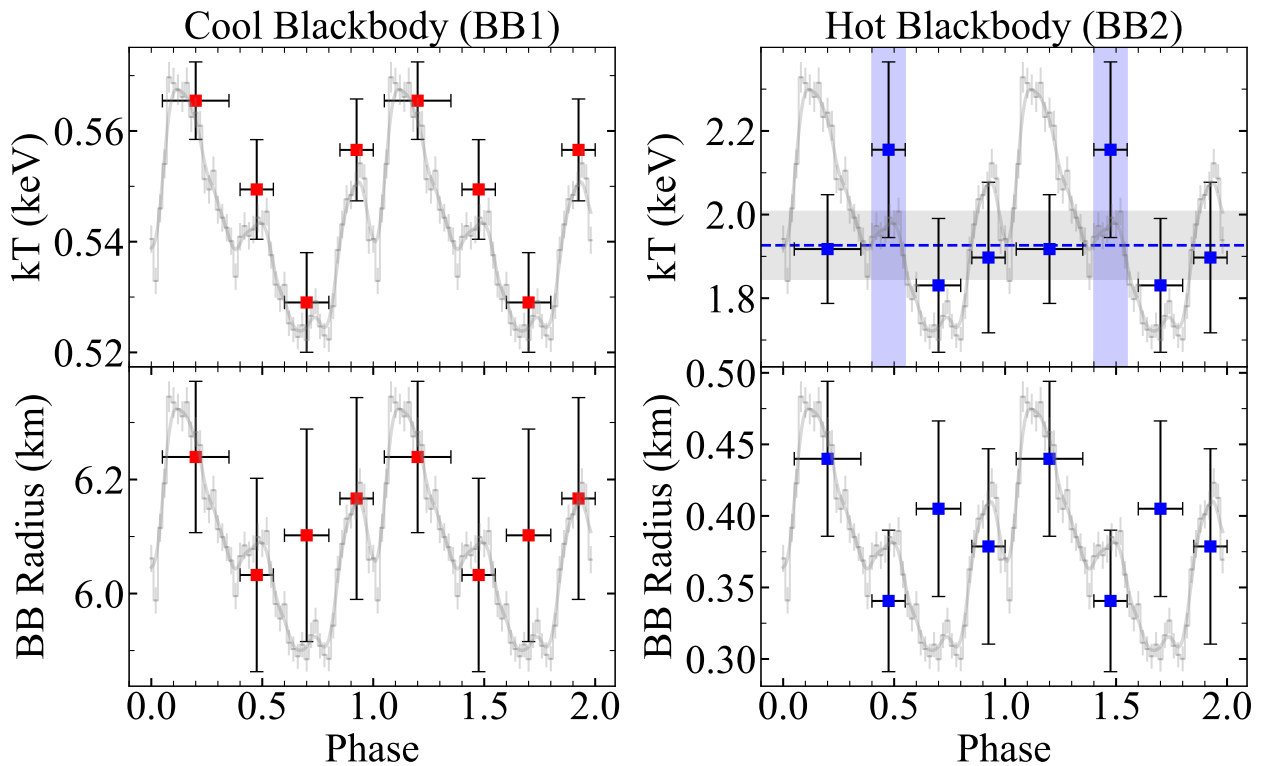 Cool Blackbody (BB1)
Hot Blackbody (BB2)
kT (keV)
0.56
0.54
0.52
kT (keV)
2.2
2.0
1.8
BB Radius (km)
6.2
6.0
BB Radius (km)
0.50
0.45
0.40
0.35
0.30
0.0 0.5 1.0 1.5 2.0
0.0 0.5 1.0 1.5 2.0
Phase
Phase